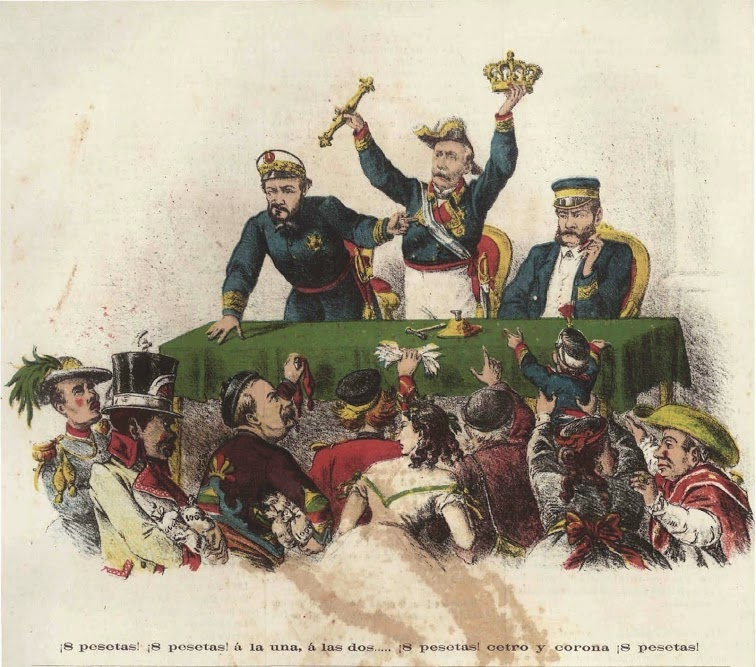 ¡8 pesetas! ¡8 pesetas! á la una, á las dos..... ¡8 pesetas! cetro y corona ¡8 pesetas!